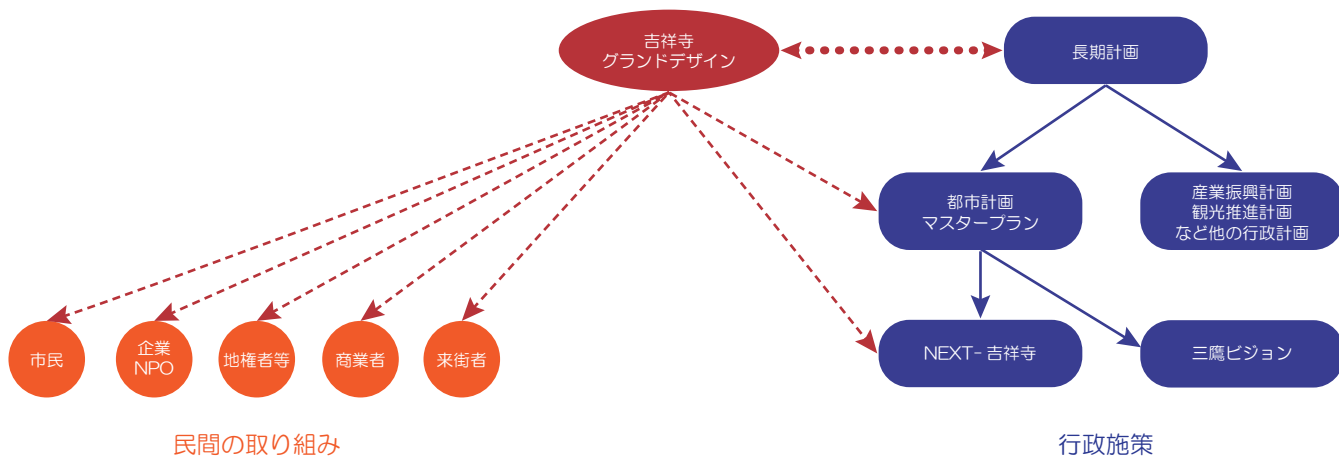 吉祥寺
グランドデザイン
長期計画
都市計画
マスタープラン
産業振興計画
観光推進計画
など他の行政計画
市民
企業
NPO
地権者等
商業者
来街者
NEXT-吉祥寺
三鷹ビジョン
民間の取り組み
行政施策